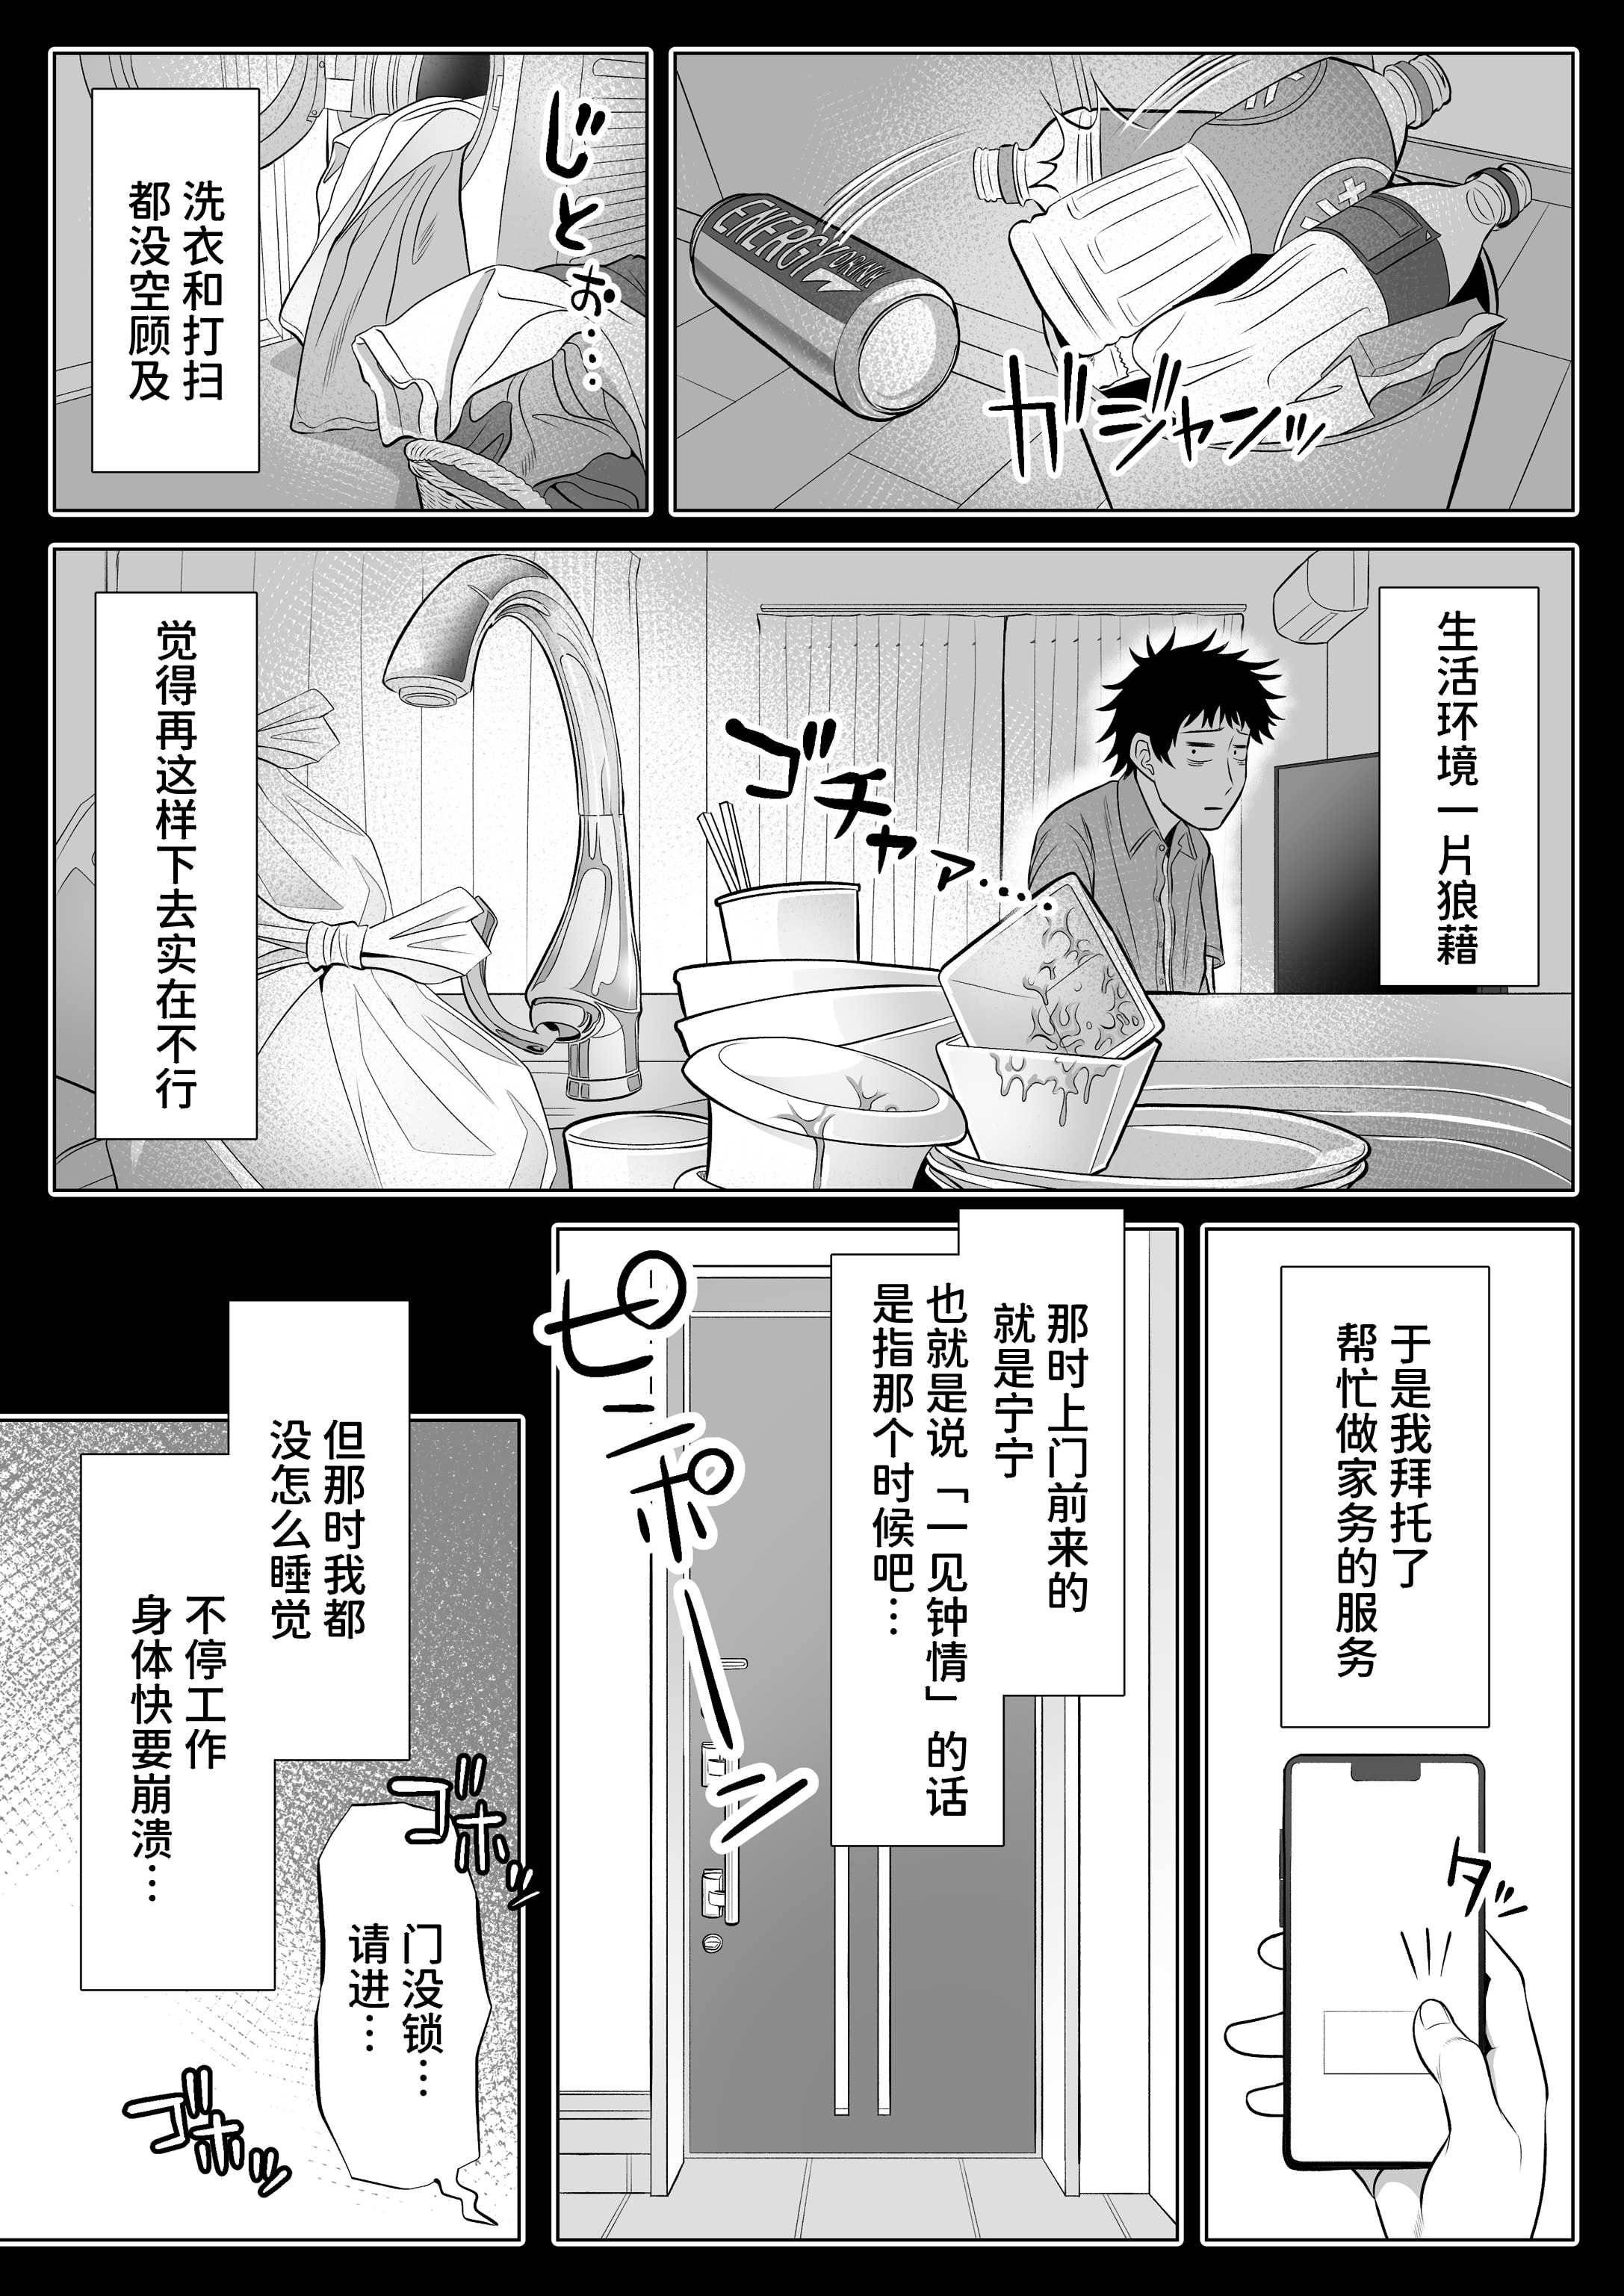 ENERGY
DRINK
ガジャンッ
洗衣和打扫
都没空顾及
じとぉ…
生活环境一片狼藉
ゴチャァ…
觉得再这样下去实在不行
于是我拜托了
帮忙做家务的服务
タッ
那时上门前来的
就是宁宁
也就是说「一见钟情」的话
是指那个时候吧…
ピンポーン
但那时我都
没怎么睡觉
不停工作
身体快要崩溃…
ゴホッ
门没锁…
请进…
ゴホッ